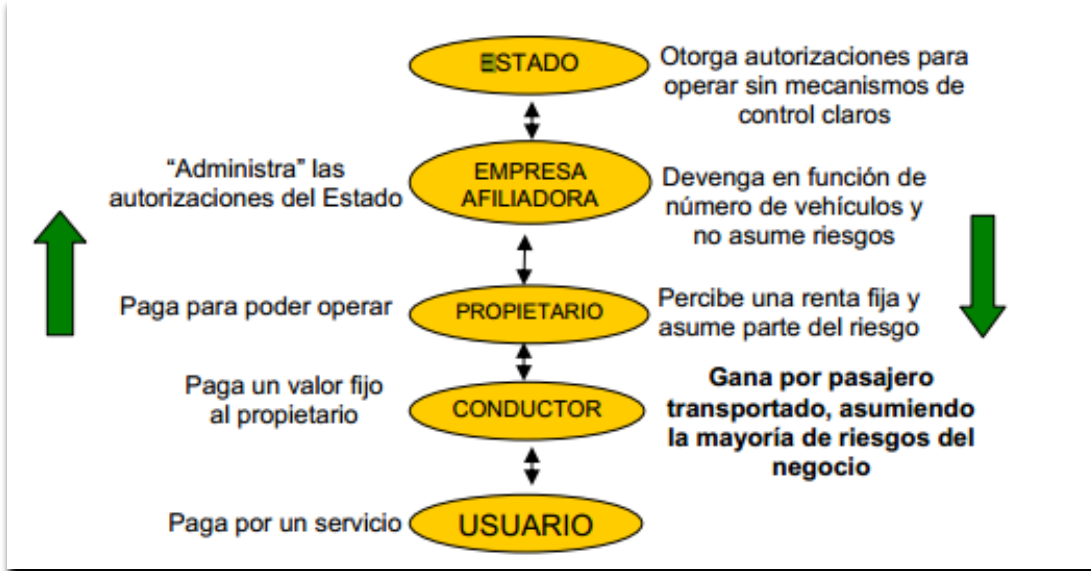 ESTADO
Otorga autorizaciones para
operar sin mecanismos de
control claros
“Administra” las
autorizaciones del Estado
EMPRESA
AFILIADORA
Devenga en función de
número de vehículos y
no asume riesgos
Paga para poder operar
PROPIETARIO
Percibe una renta fija y
asume parte del riesgo
Paga un valor fijo
al propietario
CONDUCTOR
Gana por pasajero
transportado, asumiendo
la mayoría de riesgos del
negocio
Paga por un servicio
USUARIO